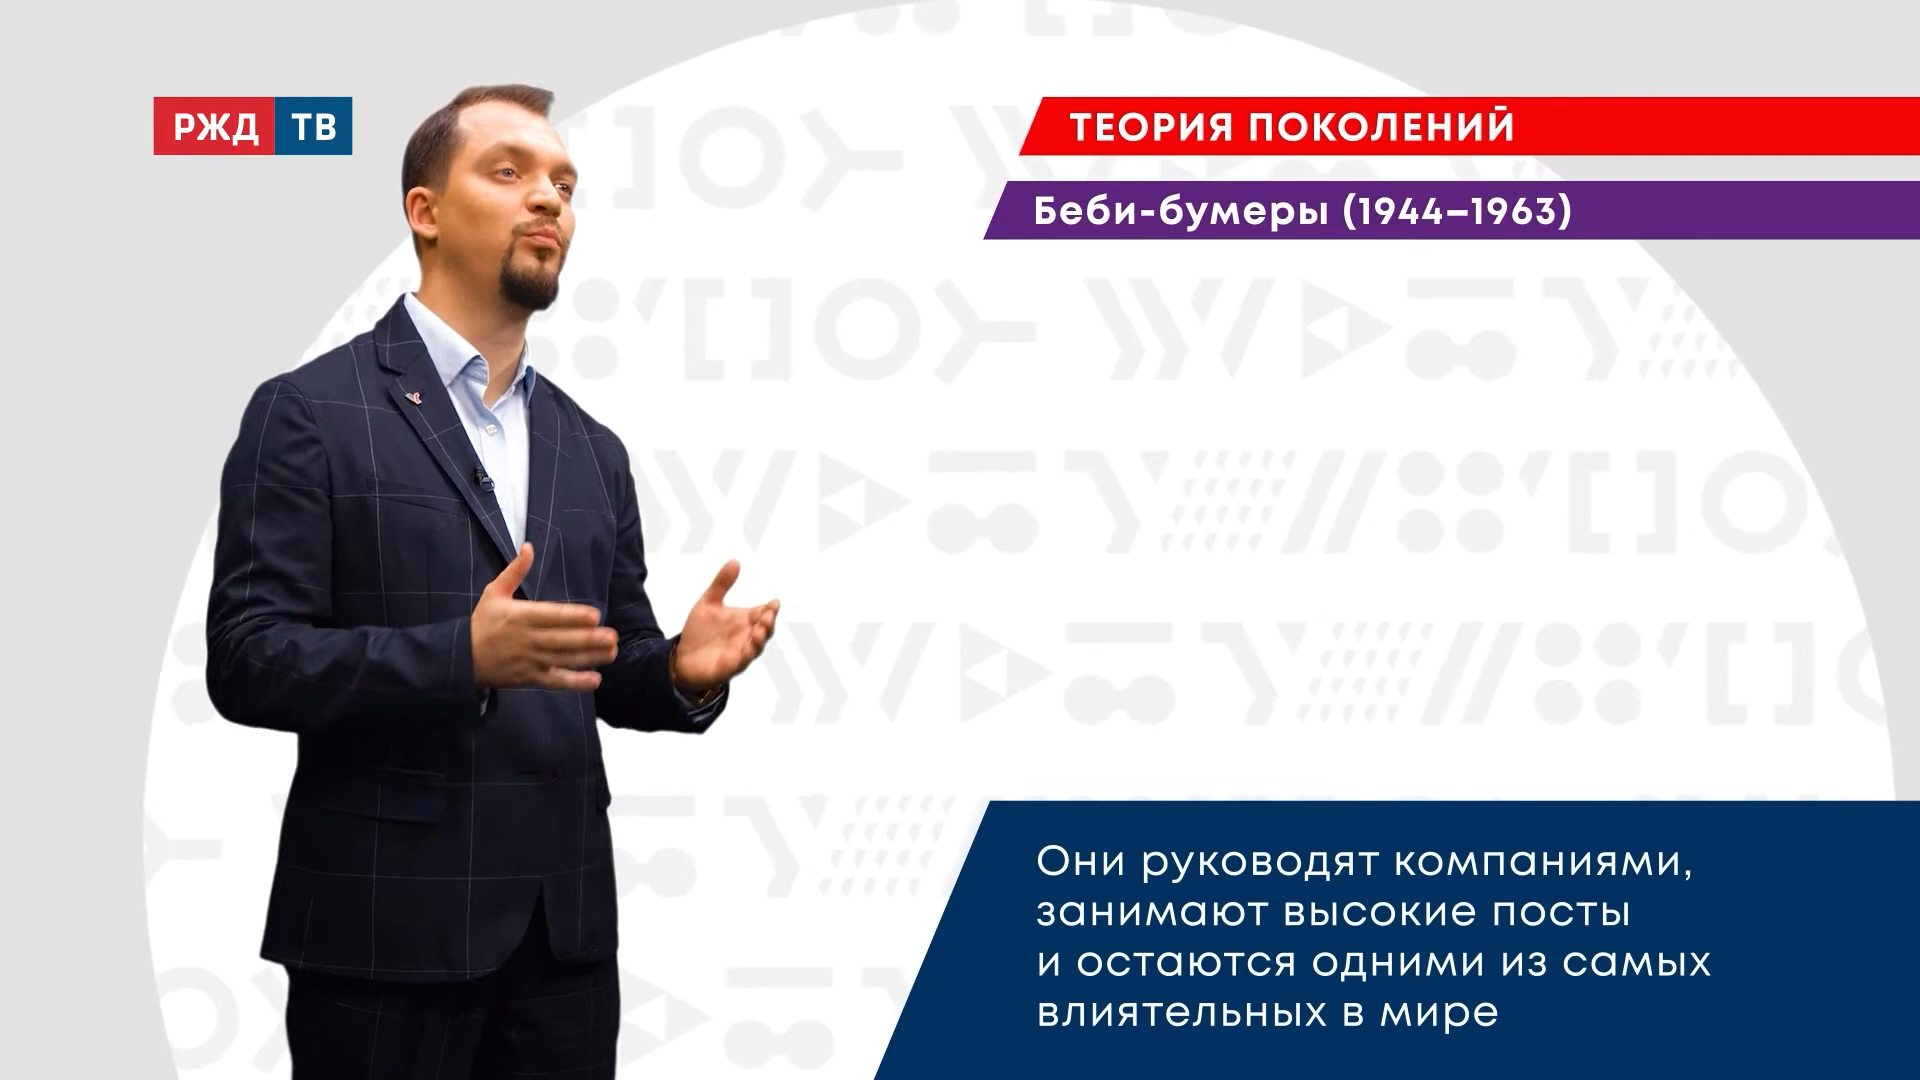 РЖД ТВ
ТЕОРИЯ ПОКОЛЕНИЙ
Беби-бумеры (1944–1963)
Они руководят компаниями,
занимают высокие посты
и остаются одними из самых
влиятельных в мире